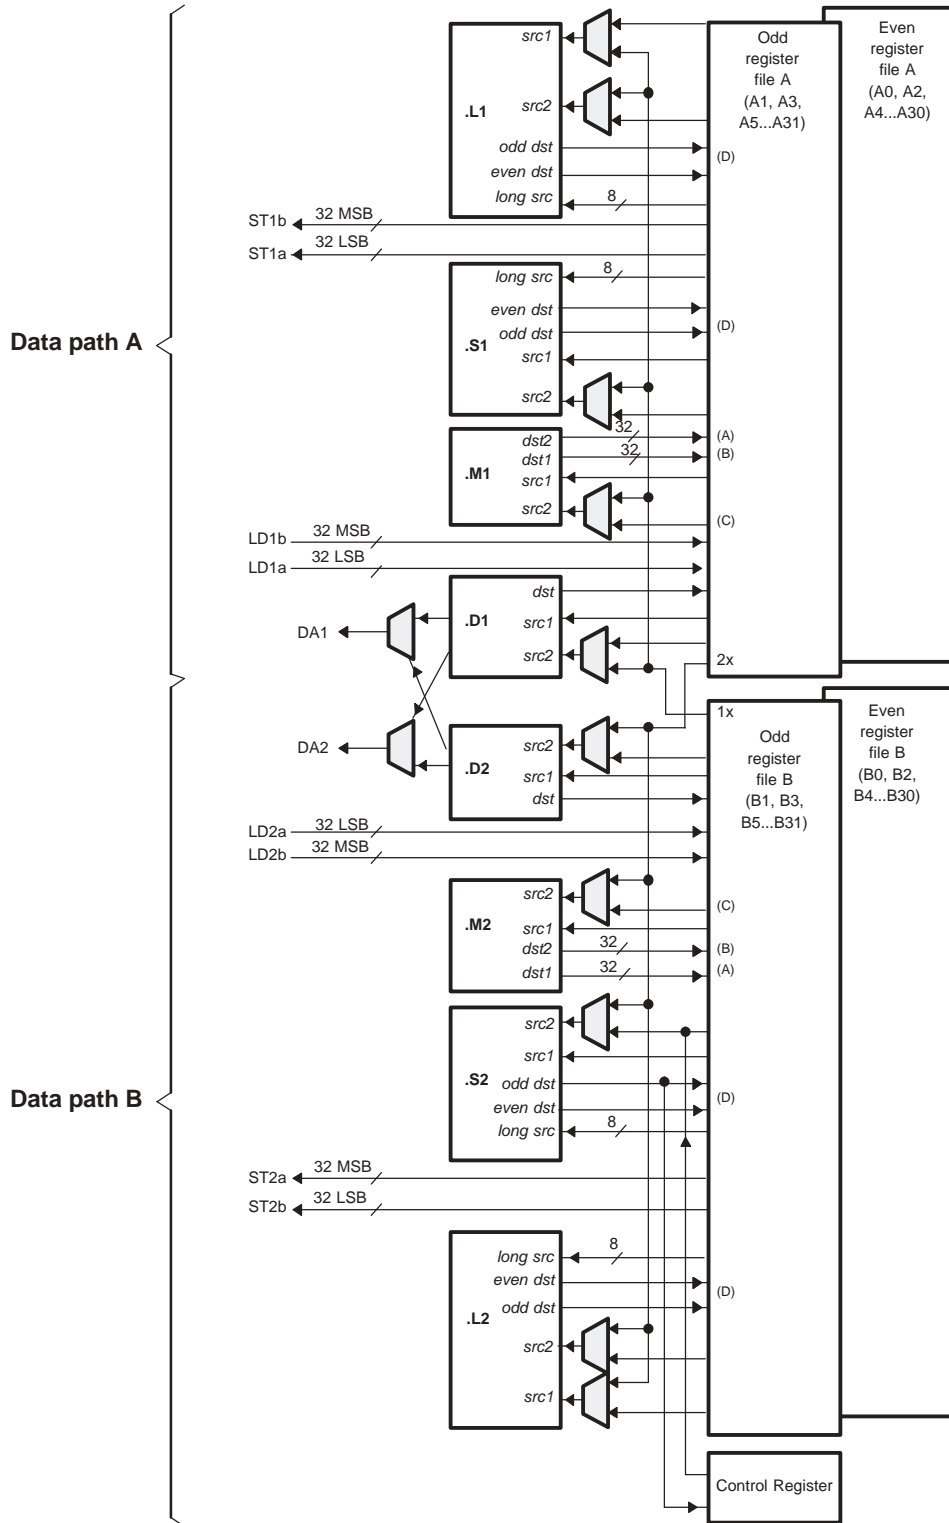 src1
src2
.L1
odd dst
even dst
long src
8
Odd
register
file A
(A1, A3,
A5...A31)
Even
register
file A
(A0, A2,
A4...A30)
(D)
ST1b
32 MSB
ST1a
32 LSB
long src
8
even dst
odd dst
(D)
.S1
src1
src2
Data path A
dst2
32
(A)
dst1
32
(B)
.M1
src1
src2
(C)
LD1b
32 MSB
LD1a
32 LSB
dst
.D1
src1
src2
DA1
2x
1x
DA2
src2
.D2
src1
dst
Odd
register
file B
(B1, B3,
B5...B31)
Even
register
file B
(B0, B2,
B4...B30)
LD2a
32 LSB
LD2b
32 MSB
src2
(C)
.M2
src1
dst2
32
(B)
dst1
32
(A)
src2
src1
.S2
odd dst
even dst
(D)
long src
8
Data path B
ST2a
32 MSB
ST2b
32 LSB
long src
8
even dst
(D)
odd dst
.L2
src2
src1
Control Register